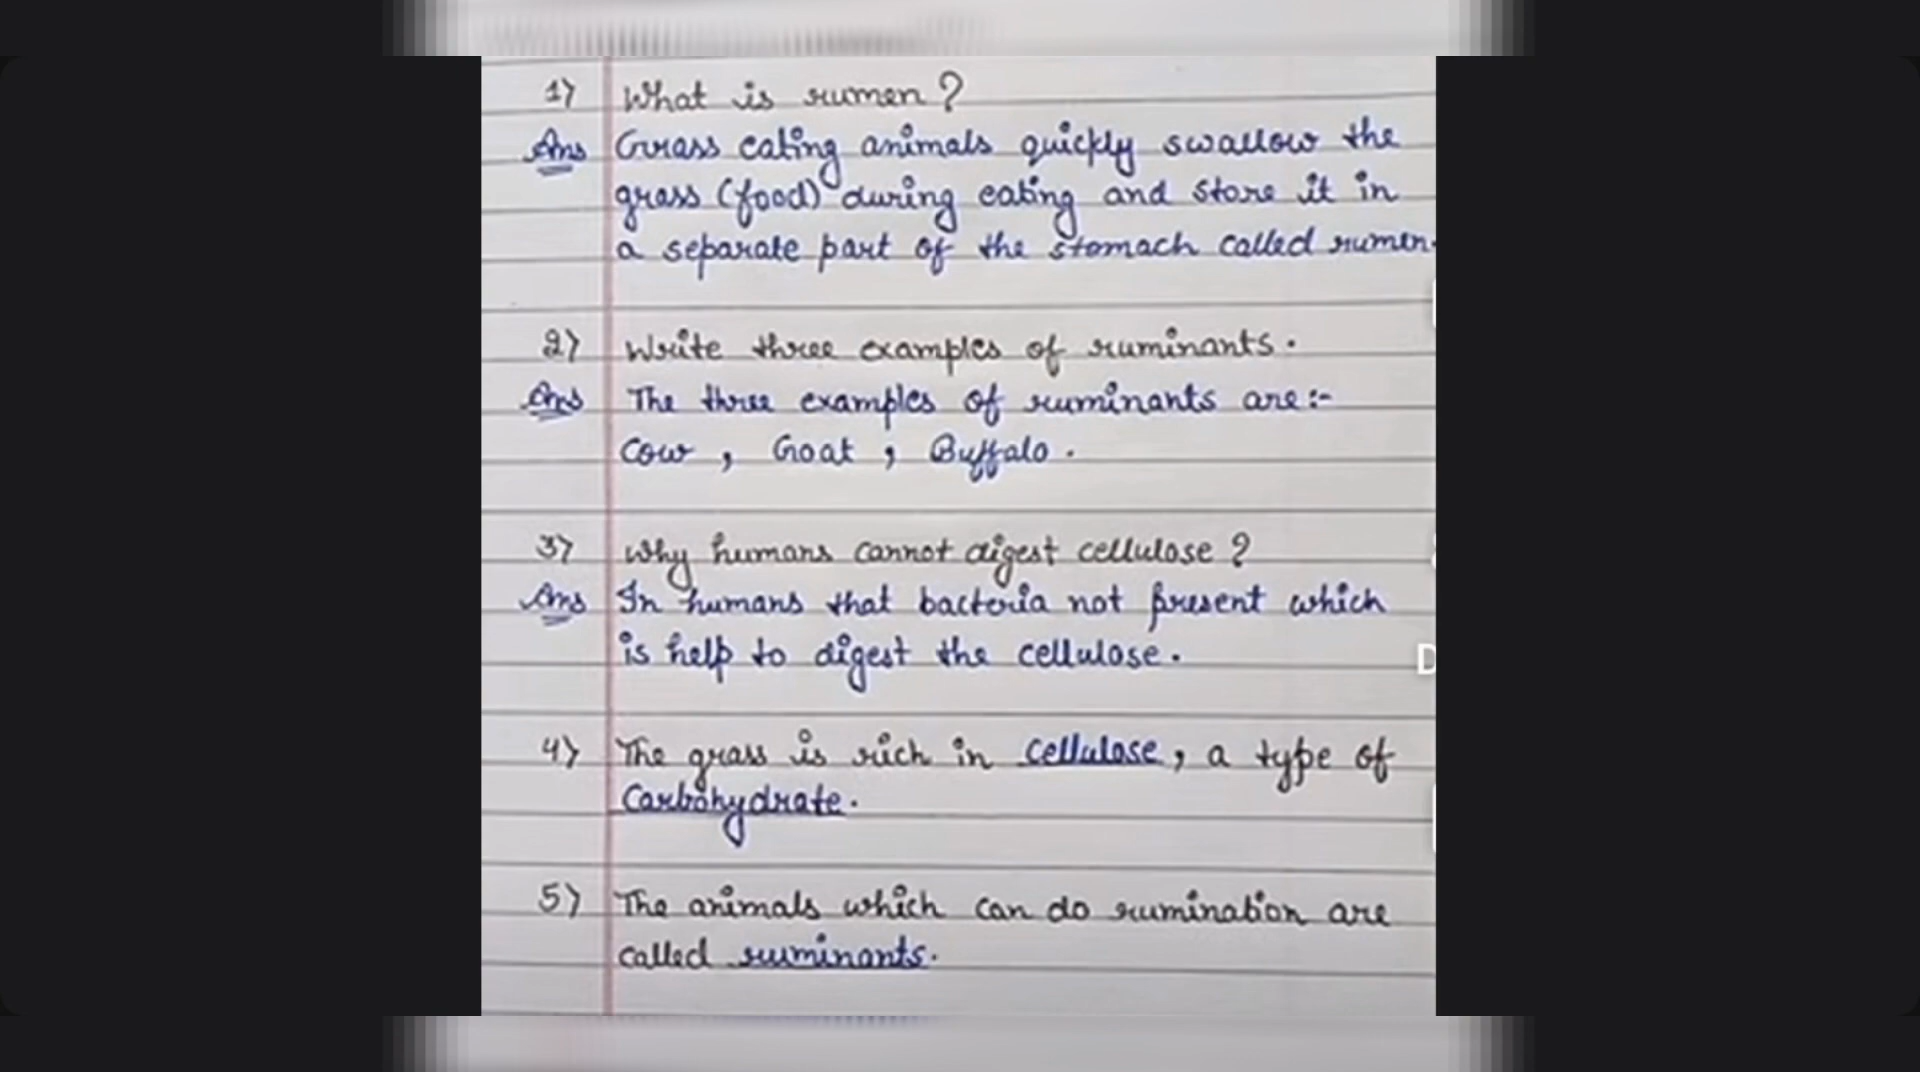 1) What is rumen ?
Ans Grass eating animals quickly swallow the
grass (food) during eating and store it in
a separate part of the stomach called rumen.
2) Write three examples of ruminants.
Ans The three examples of ruminants are:-
Cow , Goat , Buffalo .
3) Why humans cannot digest cellulose ?
Ans In humans that bacteria not present which
is help to digest the cellulose.
4) The grass is rich in cellulose, a type of
Carbohydrate.
5) The animals which can do rumination are
called ruminants.
D